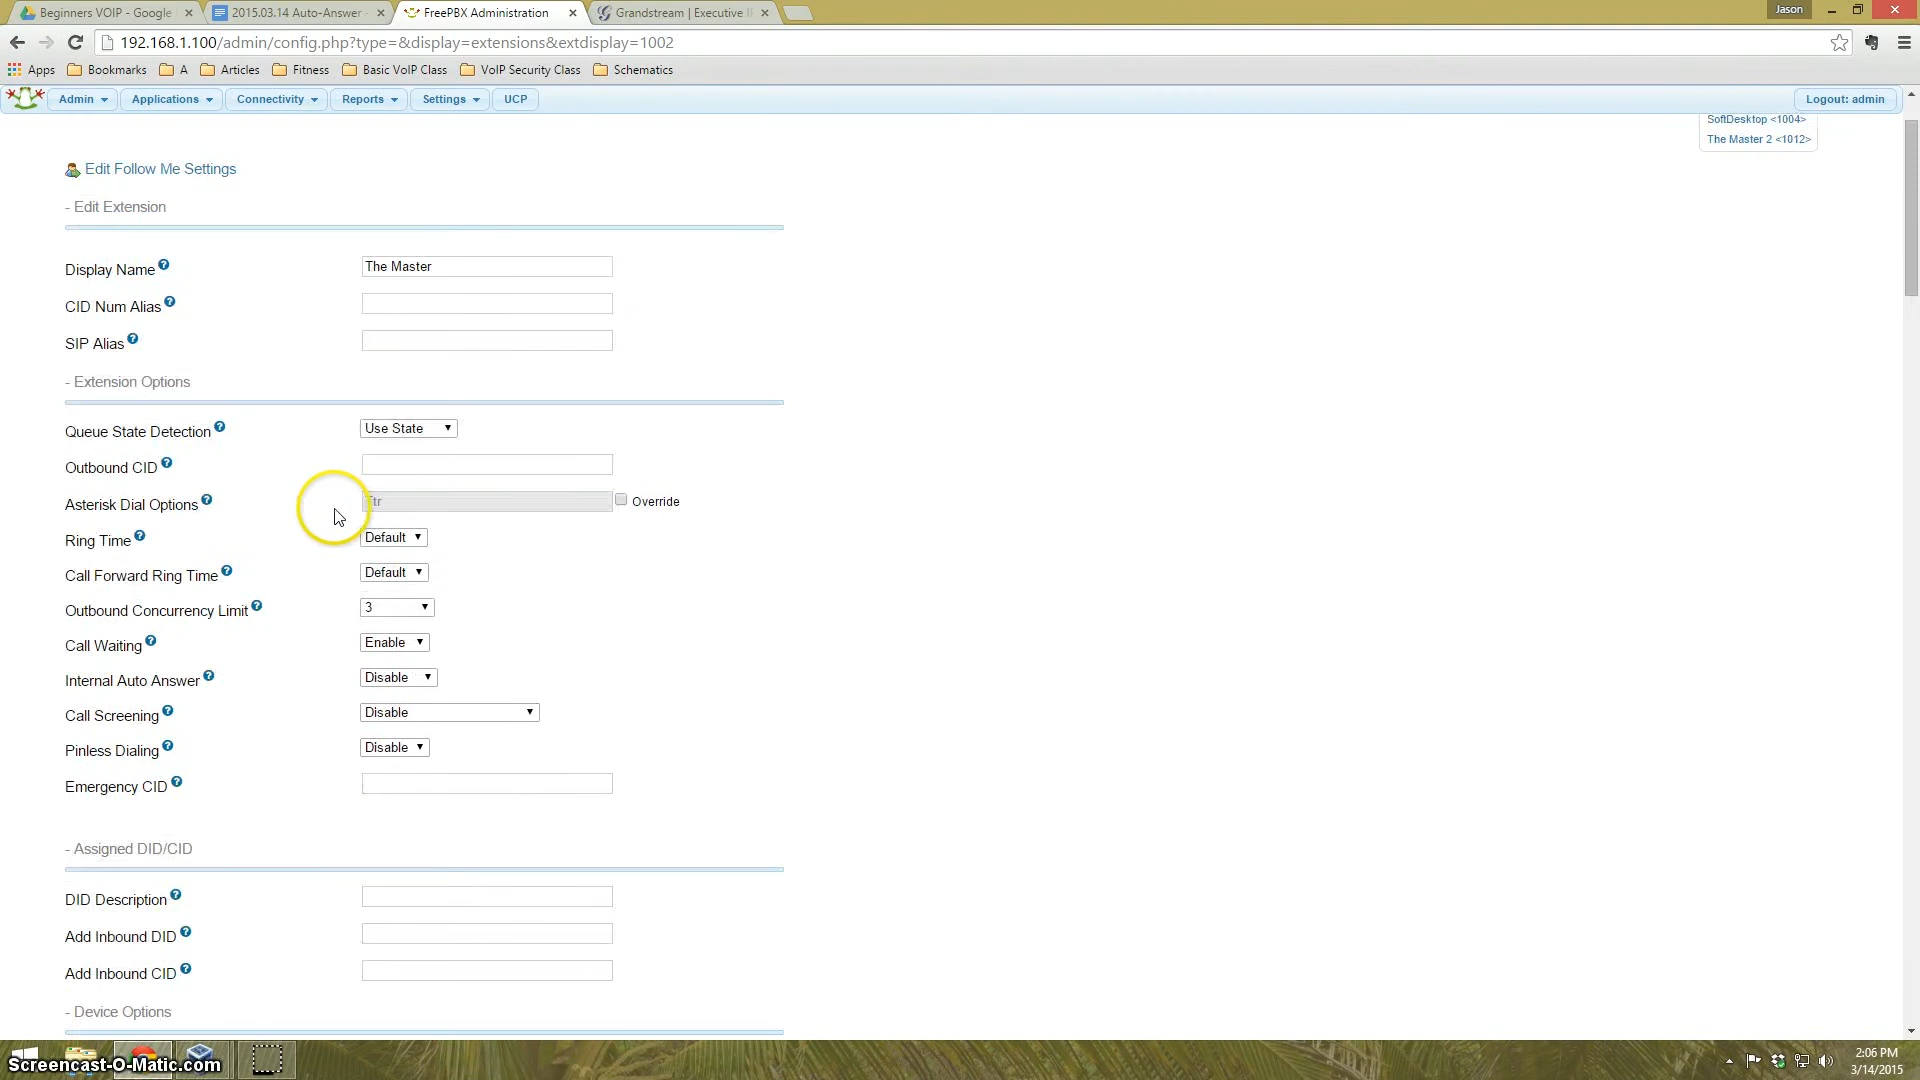 Beginners VOIP - Google
2015.03.14 Auto-Answer
FreePBX Administration
Grandstream | Executive
Jason
192.168.1.100/admin/config.php?type=&display=extensions&extdisplay=1002
Apps Bookmarks A Articles Fitness Basic VoIP Class VoIP Security Class Schematics
Admin Applications Connectivity Reports Settings UCP Logout: admin
SoftDesktop <1004>
The Master 2 <1012>
Edit Follow Me Settings
- Edit Extension
Display Name The Master
CID Num Alias
SIP Alias
- Extension Options
Queue State Detection Use State
Outbound CID
Asterisk Dial Options Override
Ring Time Default
Call Forward Ring Time Default
Outbound Concurrency Limit 3
Call Waiting Enable
Internal Auto Answer Disable
Call Screening Disable
Pinless Dialing Disable
Emergency CID
- Assigned DID/CID
DID Description
Add Inbound DID
Add Inbound CID
- Device Options
Screencast-O-Matic.com
2:06 PM
3/14/2015